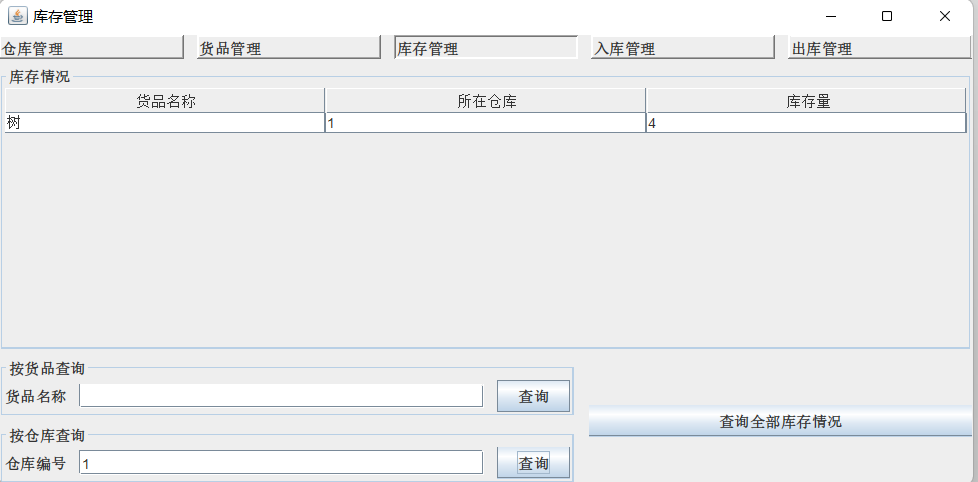 库存管理
仓库管理 货品管理 库存管理 入库管理 出库管理
库存情况
货品名称 所在仓库 库存量
树 1 4
按货品查询
货品名称 查询
查询全部库存情况
按仓库查询
仓库编号 1 查询